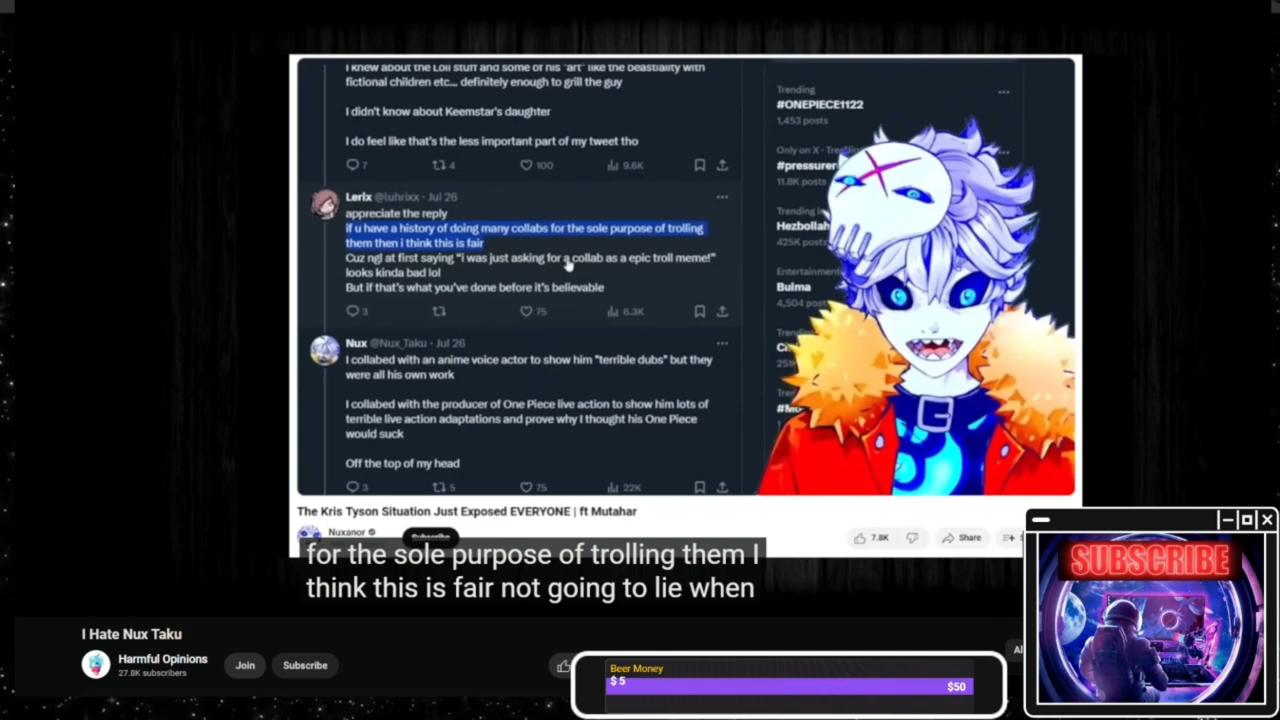 I knew about the Loli stuff and some of his "art" like the beastiality with
fictional children etc... definitely enough to grill the guy
I didn't know about Keemstar's daughter
I do feel like that's the less important part of my tweet tho
7 4 100 9.6K
Lerix @luhrixx · Jul 26
appreciate the reply
if u have a history of doing many collabs for the sole purpose of trolling
them then i think this is fair
Cuz ngl at first saying "i was just asking for a collab as a epic troll meme!"
looks kinda bad lol
But if that's what you've done before it's believable
3 75 6.3K
Nux @Nux_Taku · Jul 26
I collabed with an anime voice actor to show him "terrible dubs" but they
were all his own work
I collabed with the producer of One Piece live action to show him lots of
terrible live action adaptations and prove why I thought his One Piece
would suck
Off the top of my head
3 5 75 22K
Trending
#ONEPIECE1122
1,453 posts
Only on X · Trending
#pressurer
11.8K posts
Trending in
Hezbollah
425K posts
Entertainment
Bulma
4,504 posts
Trending
The Kris Tyson Situation Just Exposed EVERYONE | ft Mutahar
Nuxanor
Subscribe
7.8K Share
for the sole purpose of trolling them I
think this is fair not going to lie when
I Hate Nux Taku
Harmful Opinions
27.8K subscribers
Join Subscribe
Al
Beer Money
$ 5
$50
SUBSCRIBE